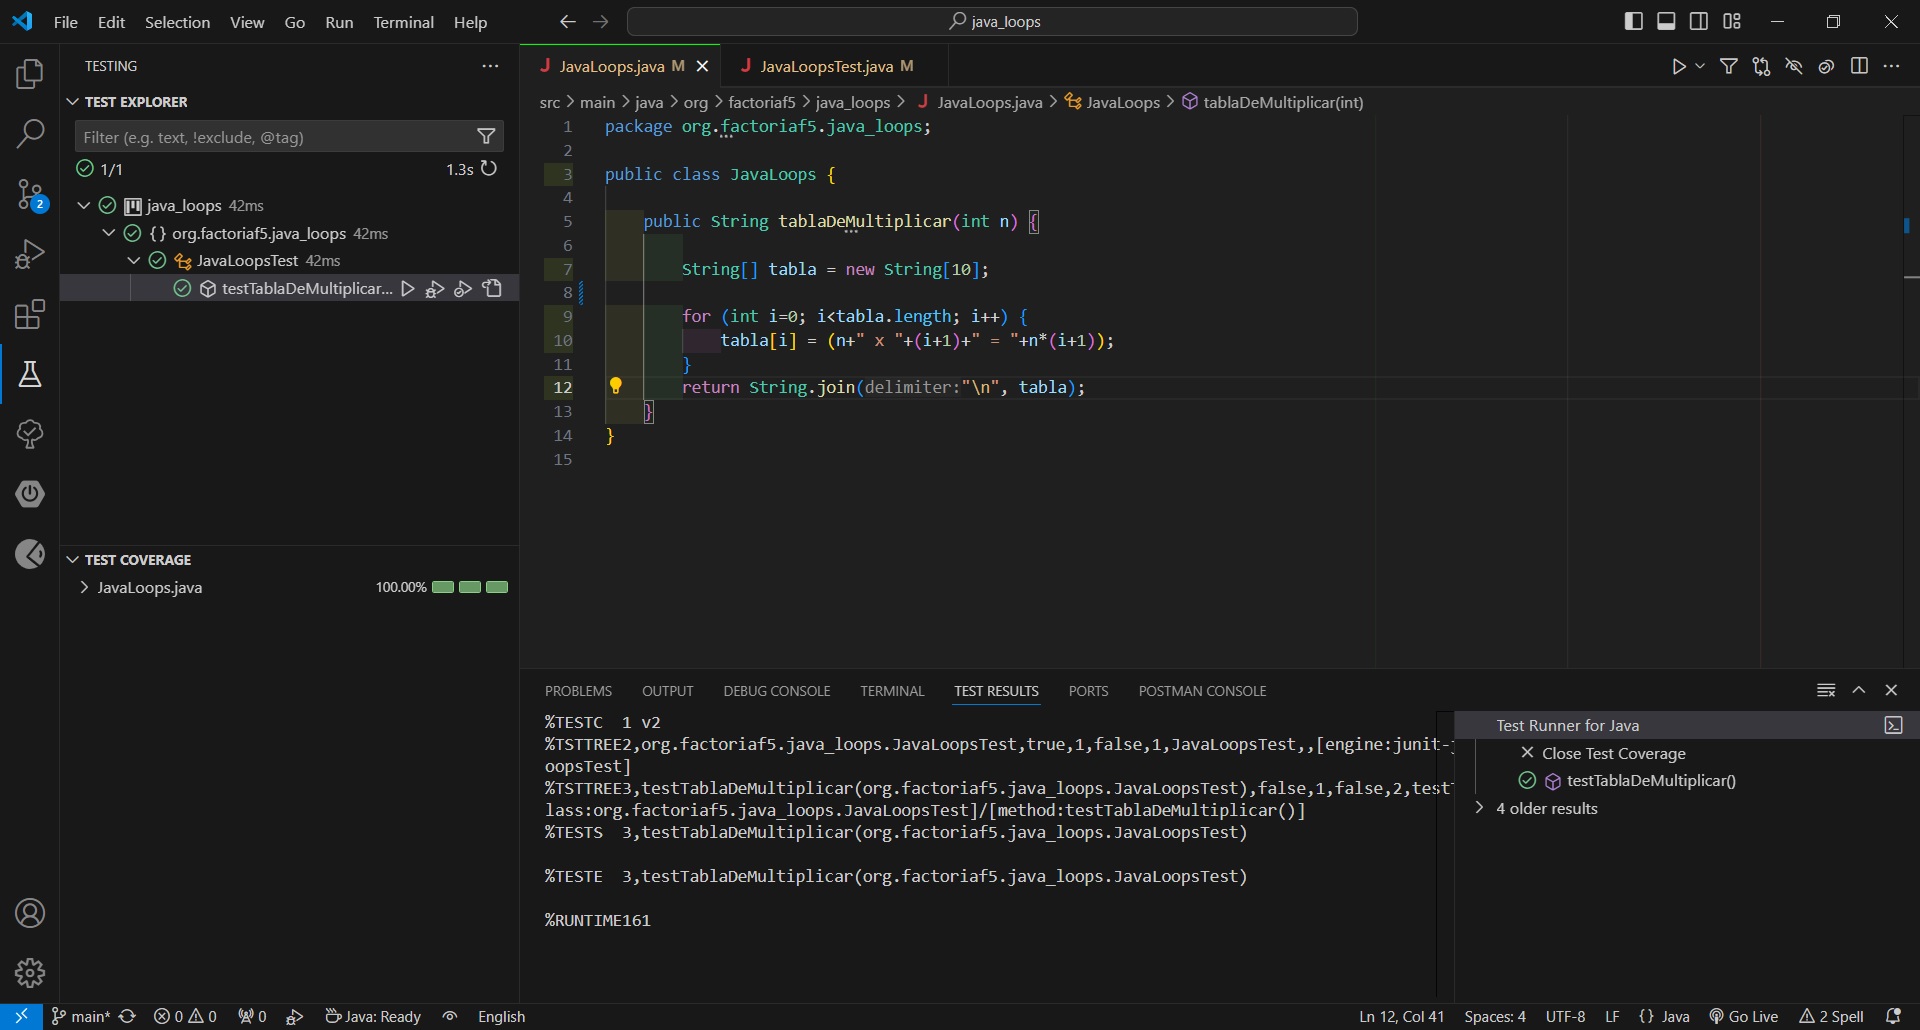 File Edit Selection View Go Run Terminal Help
java_loops
TESTING
TEST EXPLORER
Filter (e.g. text, !exclude, @tag)
1/1 1.3s
java_loops 42ms
org.factoriaf5.java_loops 42ms
JavaLoopsTest 42ms
testTablaDeMultiplicar...
2
TEST COVERAGE
JavaLoops.java 100.00%
JavaLoops.java M
JavaLoopsTest.java M
src > main > java > org > factoriaf5 > java_loops > JavaLoops.java > JavaLoops > tablaDeMultiplicar(int)
1 package org.factoriaf5.java_loops;
2
3 public class JavaLoops {
4
5 public String tablaDeMultiplicar(int n) {
6
7 String[] tabla = new String[10];
8
9 for (int i=0; i<tabla.length; i++) {
10 tabla[i] = (n+" x "+(i+1)+" = "+n*(i+1));
11 }
12 return String.join(delimiter:"\n", tabla);
13 }
14 }
15
PROBLEMS OUTPUT DEBUG CONSOLE TERMINAL TEST RESULTS PORTS POSTMAN CONSOLE
%TESTC 1 v2
%TSTTREE2,org.factoriaf5.java_loops.JavaLoopsTest,true,1,false,1,JavaLoopsTest,,[engine:junit-j
oopsTest]
%TSTTREE3,testTablaDeMultiplicar(org.factoriaf5.java_loops.JavaLoopsTest),false,1,false,2,testT
lass:org.factoriaf5.java_loops.JavaLoopsTest]/[method:testTablaDeMultiplicar()]
%TESTS 3,testTablaDeMultiplicar(org.factoriaf5.java_loops.JavaLoopsTest)
%TESTE 3,testTablaDeMultiplicar(org.factoriaf5.java_loops.JavaLoopsTest)
%RUNTIME161
Test Runner for Java
Close Test Coverage
testTablaDeMultiplicar()
4 older results
main* 0 0 0 Java: Ready English
Ln 12, Col 41 Spaces: 4 UTF-8 LF {} Java Go Live 2 Spell